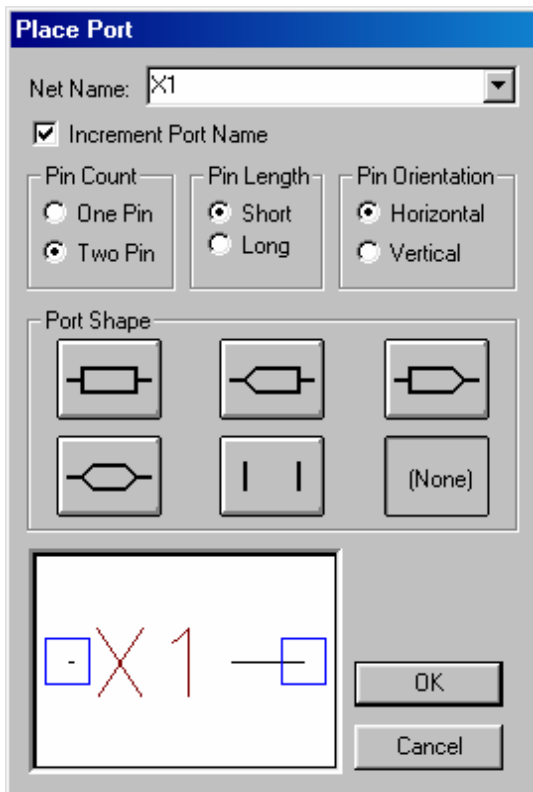 Place Port
Net Name: X1
Increment Port Name
Pin Count Pin Length Pin Orientation
One Pin Short Horizontal
Two Pin Long Vertical
Port Shape
(None)
X1
OK
Cancel